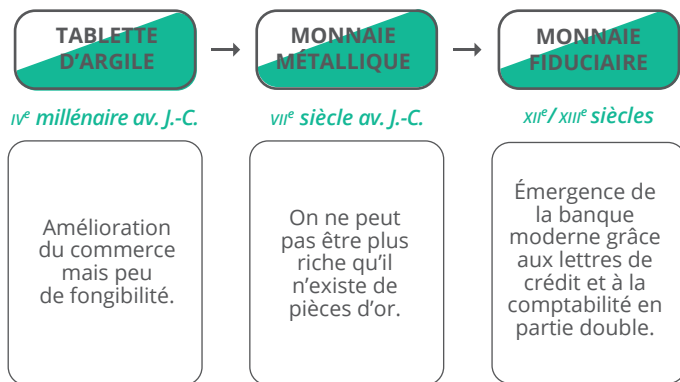 TABLETTE
D’ARGILE
→
MONNAIE
MÉTALLIQUE
→
MONNAIE
FIDUCIAIRE
IVe millénaire av. J.-C.
VIIe siècle av. J.-C.
XIIe/ XIIIe siècles
Amélioration
du commerce
mais peu
de fongibilité.
On ne peut
pas être plus
riche qu’il
n’existe de
pièces d’or.
Émergence de
la banque
moderne grâce
aux lettres de
crédit et à la
comptabilité en
partie double.